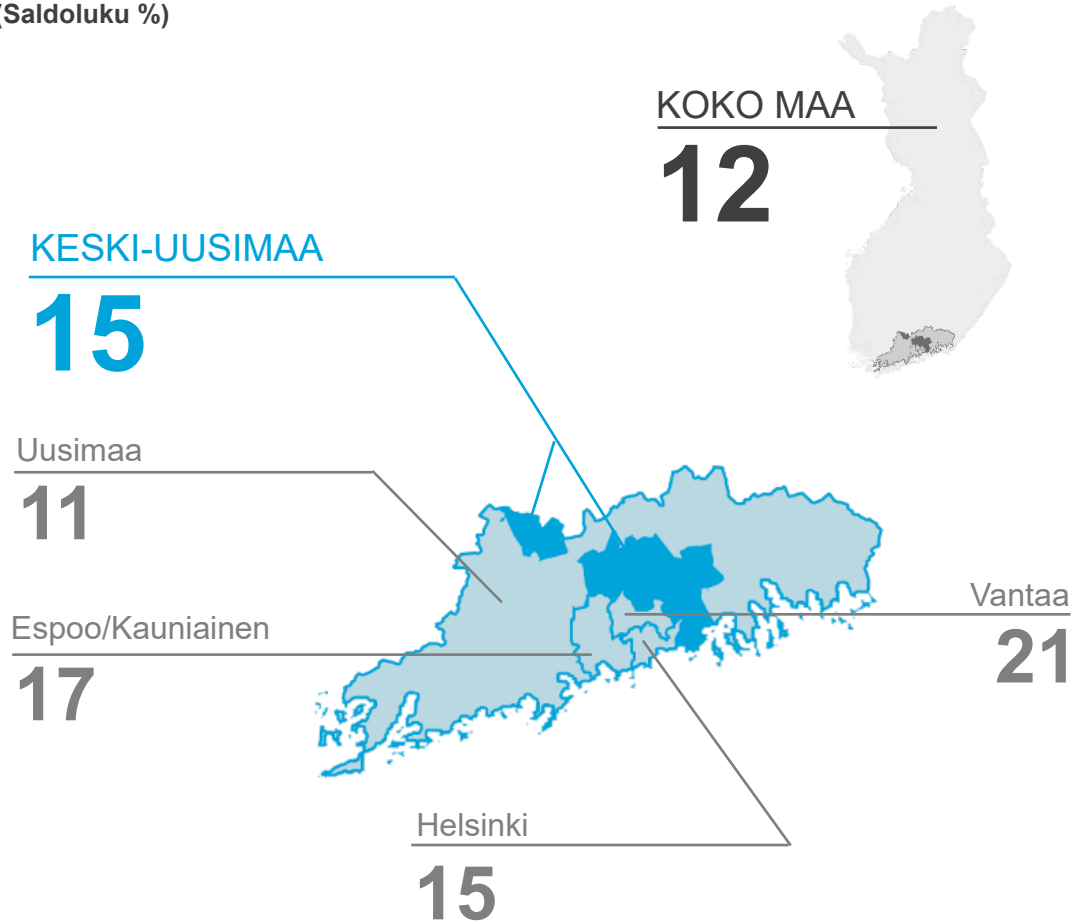 (Saldoluku %)
KOKO MAA
12
KESKI-UUSIMAA
15
Uusimaa
11
Espoo/Kauniainen
17
Vantaa
21
Helsinki
15